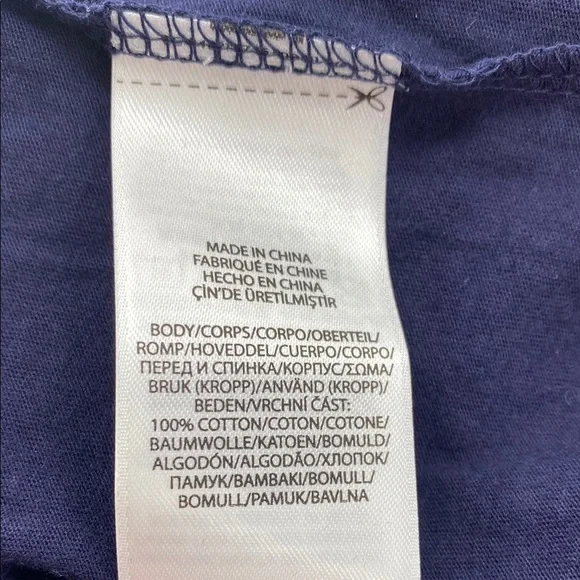 MADE IN CHINA
FABRIQUÉ EN CHINE
HECHO EN CHINA
ÇİN'DE ÜRETİLMİŞTİR
BODY/CORPS/CORPO/OBERTEIL/
ROMP/HOVEDDEL/CUERPO/CORPO/
ПЕРЕД И СПИНКА/КОРПУС/ΣΩΜΑ/
BRUK (KROPP)/ANVÄND (KROPP)/
BEDEN/VRCHNÍ ČÁST:
100% COTTON/COTON/COTONE/
BAUMWOLLE/KATOEN/BOMULD/
ALGODÓN/ALGODÃO/ХЛОПОК/
ПАМУК/BAMBAKI/BOMULL/
BOMULL/PAMUK/BAVLNA